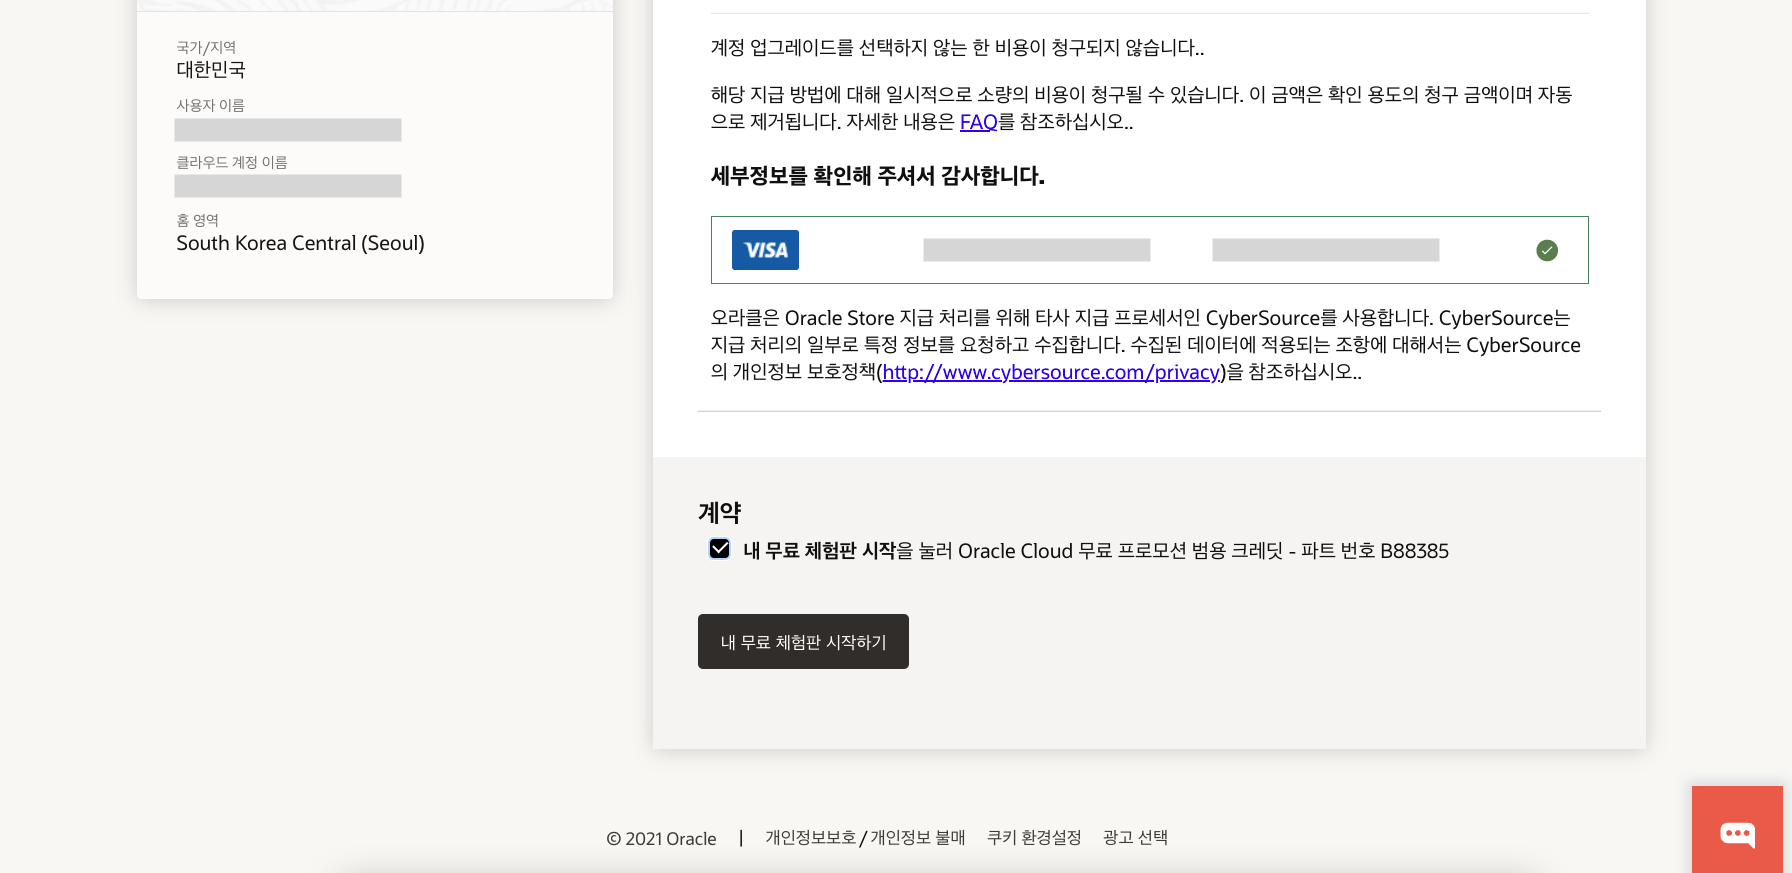 국가/지역
대한민국
사용자 이름
클라우드 계정 이름
홈 영역
South Korea Central (Seoul)
계정 업그레이드를 선택하지 않는 한 비용이 청구되지 않습니다..
해당 지급 방법에 대해 일시적으로 소량의 비용이 청구될 수 있습니다. 이 금액은 확인 용도의 청구 금액이며 자동
으로 제거됩니다. 자세한 내용은 FAQ를 참조하십시오..
세부정보를 확인해 주셔서 감사합니다.
VISA
오라클은 Oracle Store 지급 처리를 위해 타사 지급 프로세서인 CyberSource를 사용합니다. CyberSource는
지급 처리의 일부로 특정 정보를 요청하고 수집합니다. 수집된 데이터에 적용되는 조항에 대해서는 CyberSource
의 개인정보 보호정책(http://www.cybersource.com/privacy)을 참조하십시오..
계약
내 무료 체험판 시작을 눌러 Oracle Cloud 무료 프로모션 범용 크레딧 - 파트 번호 B88385
내 무료 체험판 시작하기
© 2021 Oracle | 개인정보보호/개인정보 불매 쿠키 환경설정 광고 선택